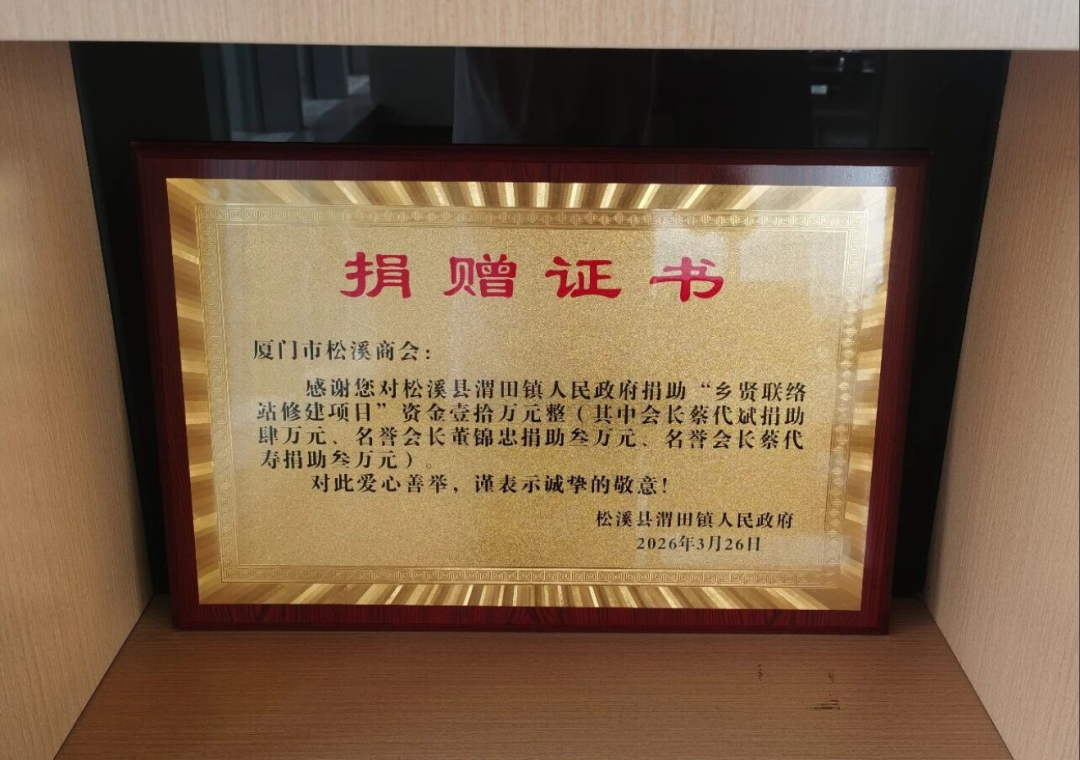 捐赠证书
厦门市松溪商会：
感谢您对松溪县渭田镇人民政府捐助“乡贤联络
站修建项目”资金壹拾万元整（其中会长蔡代斌捐助
肆万元、名誉会长董锦忠捐助叁万元、名誉会长蔡代
寿捐助叁万元）。
对此爱心善举，谨表示诚挚的敬意！
松溪县渭田镇人民政府
2026年3月26日